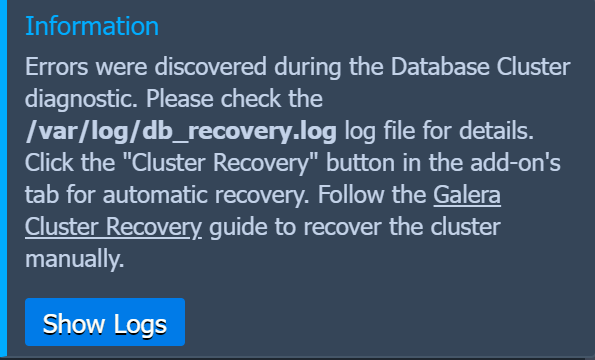 Information
Errors were discovered during the Database Cluster
diagnostic. Please check the
/var/log/db_recovery.log log file for details.
Click the "Cluster Recovery" button in the add-on's
tab for automatic recovery. Follow the Galera
Cluster Recovery guide to recover the cluster
manually.
Show Logs